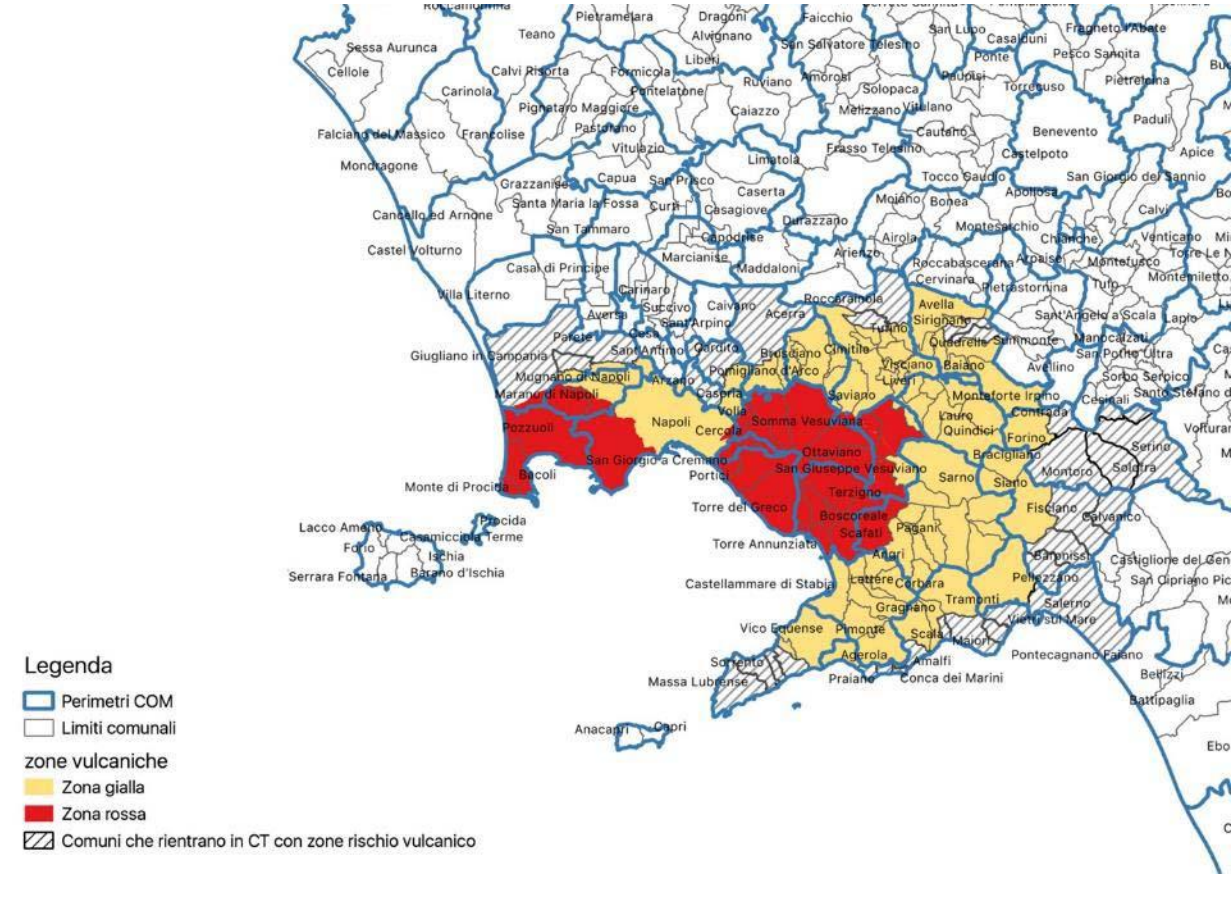 Pietramelara
Dragoni
Faicchio
Teano
Alvignano
San Lupo
Casalduni
Fragneto l'Abate
Sessa Aurunca
San Salvatore Telesino
Ponte
Pesco Sannita
Cellole
Calvi Risorta
Formicola
Liberi
Ruviano
Amorosi
Paupisi
Pietrelcina
Carinola
Pontelatone
Solopaca
Torrecuso
Pignataro Maggiore
Caiazzo
Melizzano
Vitulano
Paduli
Falciano del Massico
Francolise
Pastorano
Cautano
Benevento
Vitulazio
Frasso Telesino
Castelpoto
Apice
Mondragone
Limatola
Grazzanise
Capua
San Prisco
Caserta
Tocco Caudio
San Giorgio del Sannio
Santa Maria la Fossa
Curti
Casagiove
Moiano
Bonea
Apollosa
Cancello ed Arnone
Durazzano
Calvi
San Tammaro
Capodrise
Airola
Montesarchio
Chianche
Venticano
Castel Volturno
Marcianise
Arienzo
Roccabascerana
Arpaise
Montefusco
Torre Le N
Casal di Principe
Maddaloni
Cervinara
Pietrastornina
Tufo
Montemiletto
Villa Literno
Carinaro
Succivo
Caivano
Roccarainola
Avella
Aversa
Sant'Arpino
Acerra
Sirignano
Sant'Angelo a Scala
Lapio
Parete
Cesa
Tufino
Quadrelle
Summonte
Manocalzati
Giugliano in Campania
Sant'Antimo
Cardito
Brusciano
Cimitile
San Potito Ultra
Mugnano di Napoli
Arzano
Pomigliano d'Arco
Visciano
Baiano
Avellino
Sorbo Serpico
Marano di Napoli
Casoria
Saviano
Liveri
Monteforte Irpino
Cesinali
Santo Stefano d
Pozzuoli
Napoli
Volla
Somma Vesuviana
Lauro
Contrada
Cercola
Quindici
Forino
Volturar
Ottaviano
Bracigliano
Serino
San Giorgio a Cremano
San Giuseppe Vesuviano
Montoro
Solofra
Bacoli
Portici
Terzigno
Sarno
Siano
Monte di Procida
Torre del Greco
Boscoreale
Fisciano
Calvanico
Lacco Ameno
Procida
Scafati
Pagani
Casamicciola Terme
Torre Annunziata
Forio
Ischia
Angri
Baronissi
Castiglione del Gen
Serrara Fontana
Barano d'Ischia
Castellammare di Stabia
Lettere
Corbara
Pellezzano
San Cipriano Pic
Gragnano
Tramonti
Salerno
Vico Equense
Pimonte
Scala
Maiori
Vietri sul Mare
Agerola
Amalfi
Pontecagnano Faiano
Sorrento
Massa Lubrense
Praiano
Conca dei Marini
Bellizzi
Battipaglia
Anacapri
Capri
Ebo
Legenda
Perimetri COM
Limiti comunali
zone vulcaniche
Zona gialla
Zona rossa
Comuni che rientrano in CT con zone rischio vulcanico